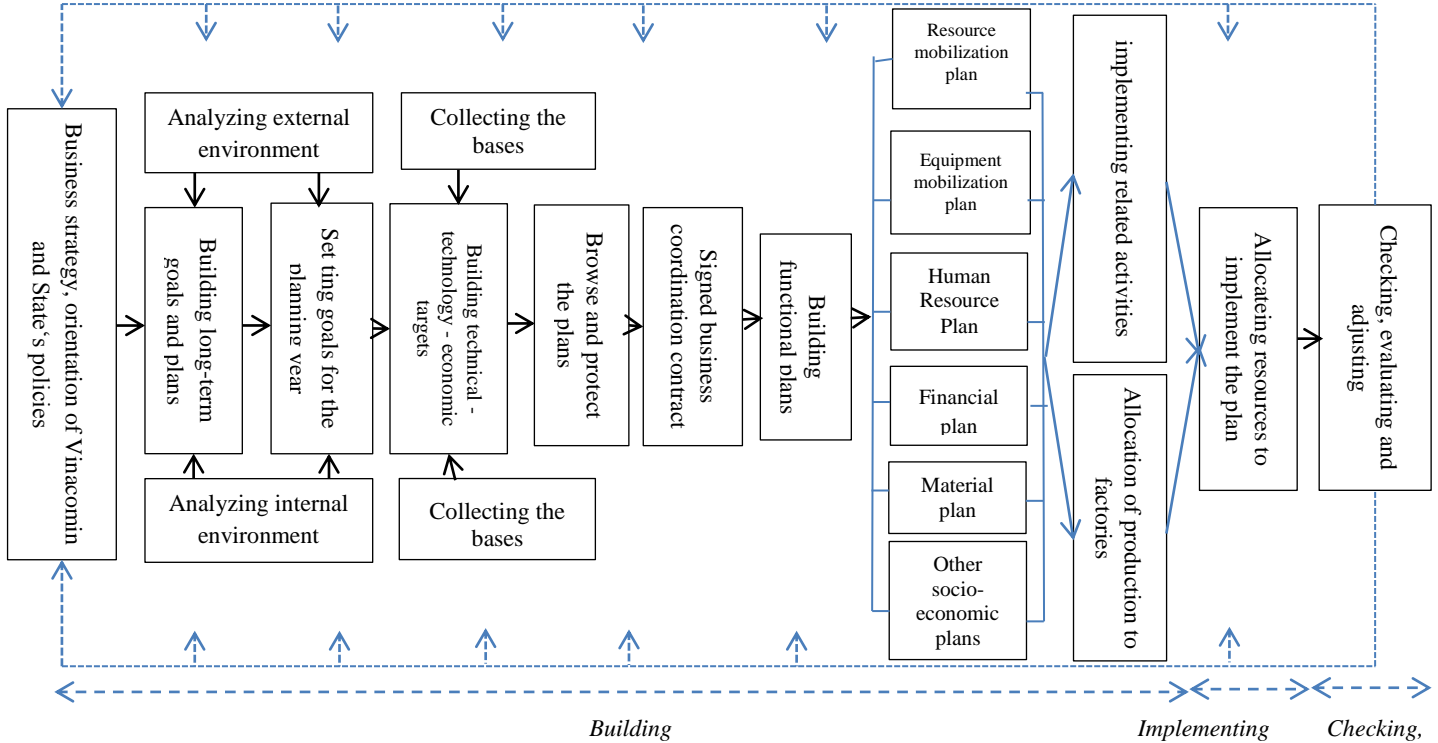 Business strategy, orientation of Vinacomin
and State‘s policies
Analyzing external
environment
Building long-term
goals and plans
Analyzing internal
environment
Set ting goals for the
planning year
Collecting the
bases
Building technical -
technology - economic
targets
Collecting the
bases
Browse and protect
the plans
Signed business
coordination contract
Building
functional plans
Resource
mobilization
plan
Equipment
mobilization
plan
Human
Resource
Plan
Financial
plan
Material
plan
Other
socio-
economic
plans
implementing related
activities
Allocation of production to
factories
Allocateing resources to
implement the plan
Checking, evaluating and
adjusting
Building
Implementing
Checking,